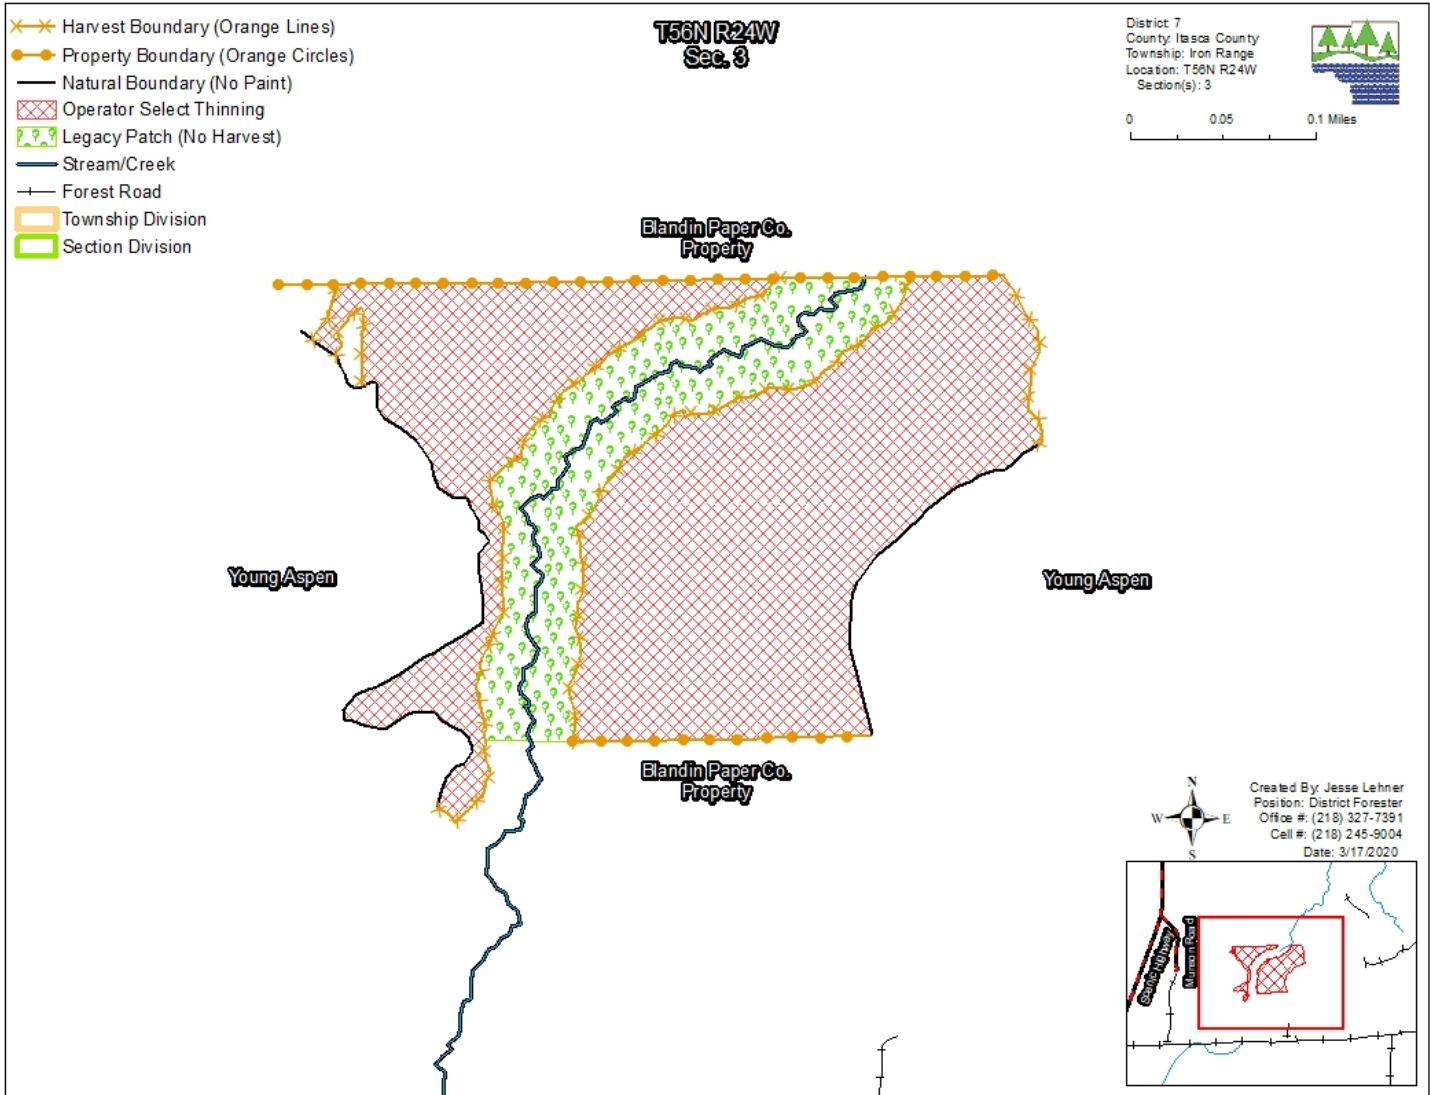 Harvest Boundary (Orange Lines)
Property Boundary (Orange Circles)
Natural Boundary (No Paint)
Operator Select Thinning
Legacy Patch (No Harvest)
Stream/Creek
Forest Road
Township Division
Section Division
T56N R24W
Sec. 3
District: 7
County: Itasca County
Township: Iron Range
Location: T56N R24W
Section(s): 3
0 0.05 0.1 Miles
Blandin Paper Co.
Property
Young Aspen
Young Aspen
Blandin Paper Co.
Property
N
W E
S
Created By: Jesse Lehner
Position: District Forester
Office #: (218) 327-7391
Cell #: (218) 245-9004
Date: 3/17/2020
Scenic Highway
Munson Road